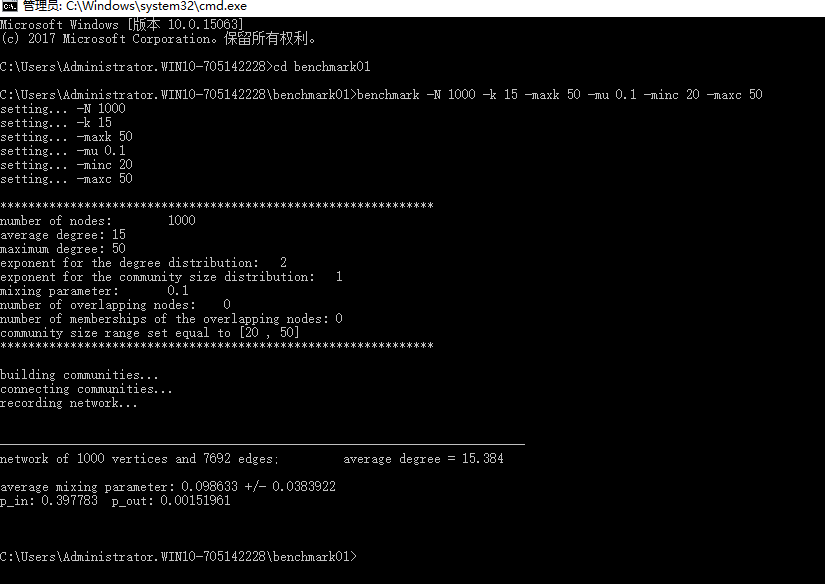 管理员: C:\Windows\system32\cmd.exe
Microsoft Windows [版本 10.0.15063]
(c) 2017 Microsoft Corporation。保留所有权利。
C:\Users\Administrator.WIN10-705142228>cd benchmark01
C:\Users\Administrator.WIN10-705142228\benchmark01>benchmark -N 1000 -k 15 -maxk 50 -mu 0.1 -minc 20 -maxc 50
setting... -N 1000
setting... -k 15
setting... -maxk 50
setting... -mu 0.1
setting... -minc 20
setting... -maxc 50
**************************************************************
number of nodes: 1000
average degree: 15
maximum degree: 50
exponent for the degree distribution: 2
exponent for the community size distribution: 1
mixing parameter: 0.1
number of overlapping nodes: 0
number of memberships of the overlapping nodes: 0
community size range set equal to [20 , 50]
**************************************************************
building communities...
connecting communities...
recording network...
___________________________________________________________________________
network of 1000 vertices and 7692 edges; average degree = 15.384
average mixing parameter: 0.098633 +/- 0.0383922
p_in: 0.397783 p_out: 0.00151961
C:\Users\Administrator.WIN10-705142228\benchmark01>